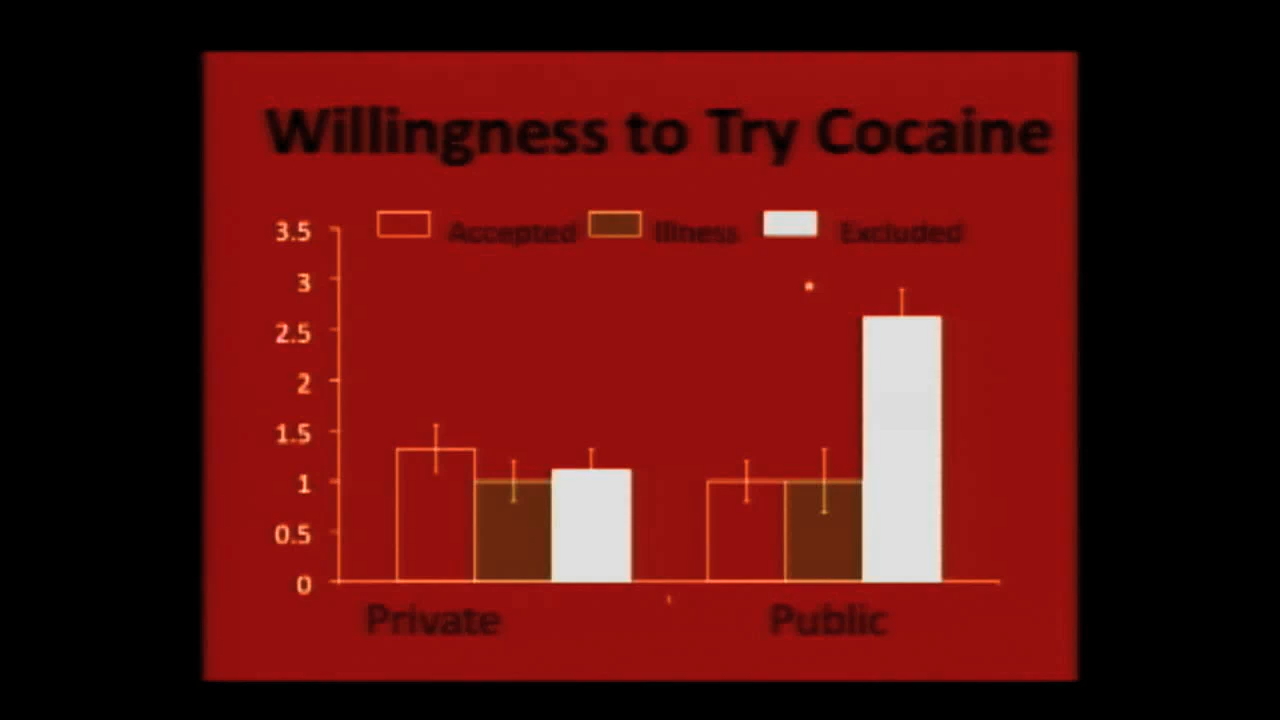 Willingness to Try Cocaine
Accepted Illness Excluded
3.5
3
2.5
2
1.5
1
0.5
0
Private Public